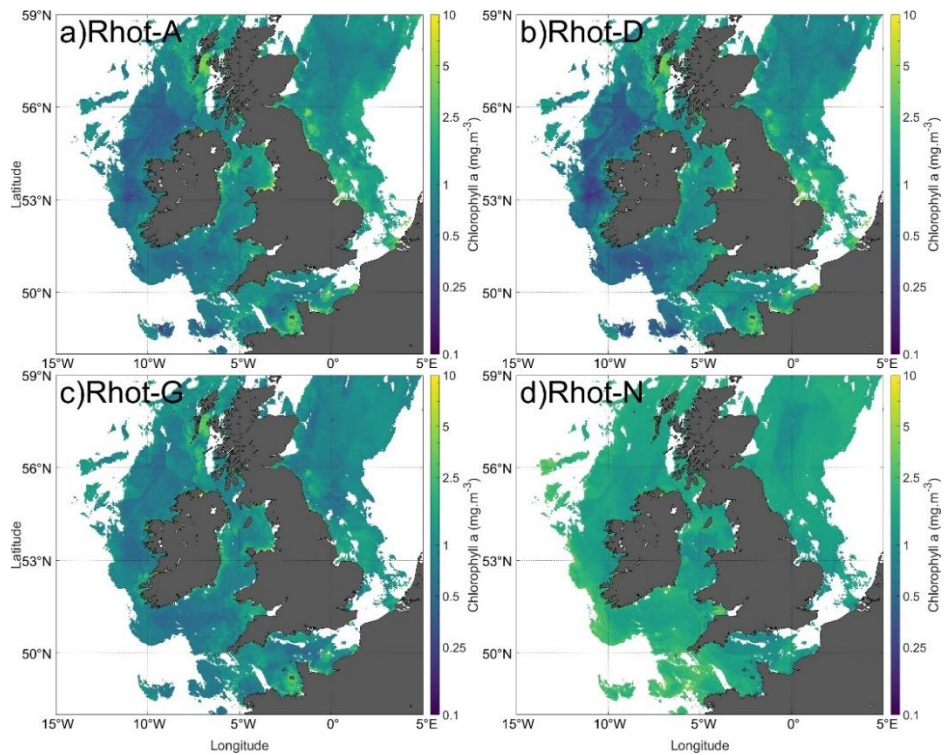 59°N
a)Rhot-A
56°N
Latitude
53°N
50°N
15°W 10°W 5°W 0° 5°E
10
5
2.5
1
0.5
0.25
0.1
Chlorophyll a (mg.m-3)
59°N
b)Rhot-D
56°N
53°N
50°N
15°W 10°W 5°W 0° 5°E
10
5
2.5
1
0.5
0.25
0.1
Chlorophyll a (mg.m-3)
59°N
c)Rhot-G
56°N
Latitude
53°N
50°N
15°W 10°W 5°W 0° 5°E
Longitude
10
5
2.5
1
0.5
0.25
0.1
Chlorophyll a (mg.m-3)
59°N
d)Rhot-N
56°N
53°N
50°N
15°W 10°W 5°W 0° 5°E
Longitude
10
5
2.5
1
0.5
0.25
0.1
Chlorophyll a (mg.m-3)